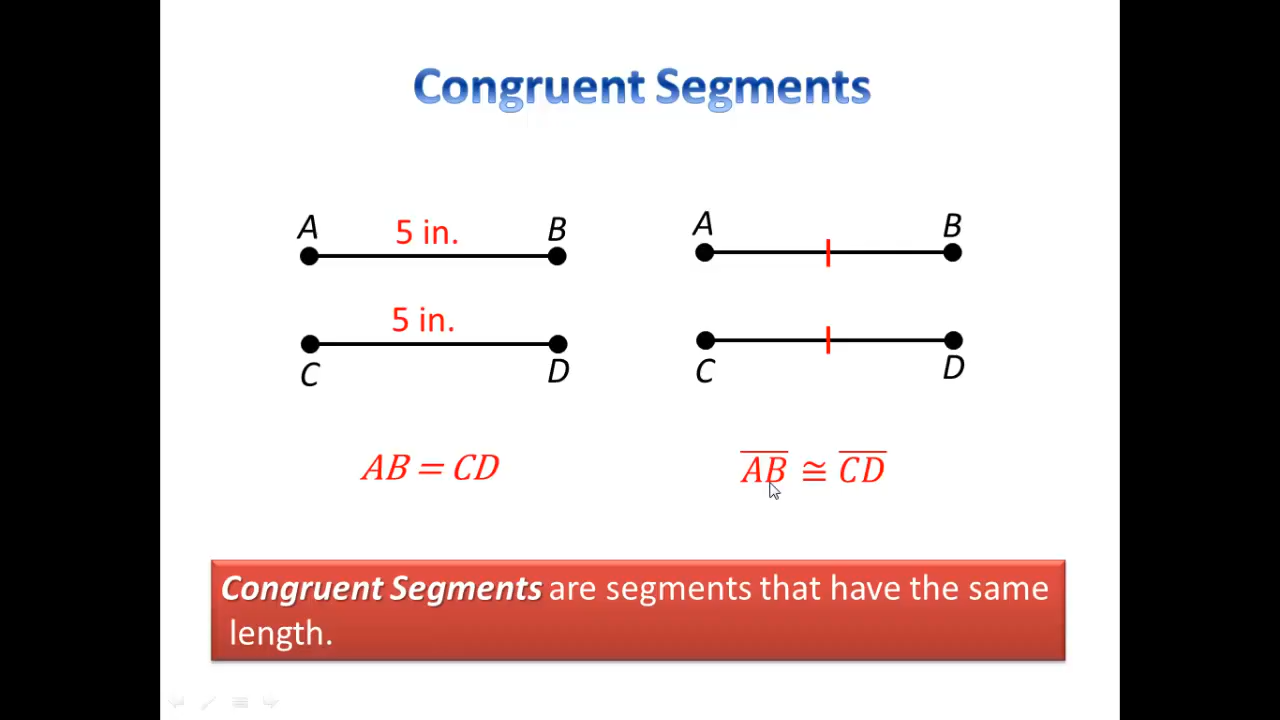 Congruent Segments
A 5 in. B
5 in.
C D
AB = CD
A B
C D
A̅B̅ ≅ C̅D̅
Congruent Segments are segments that have the same
length.